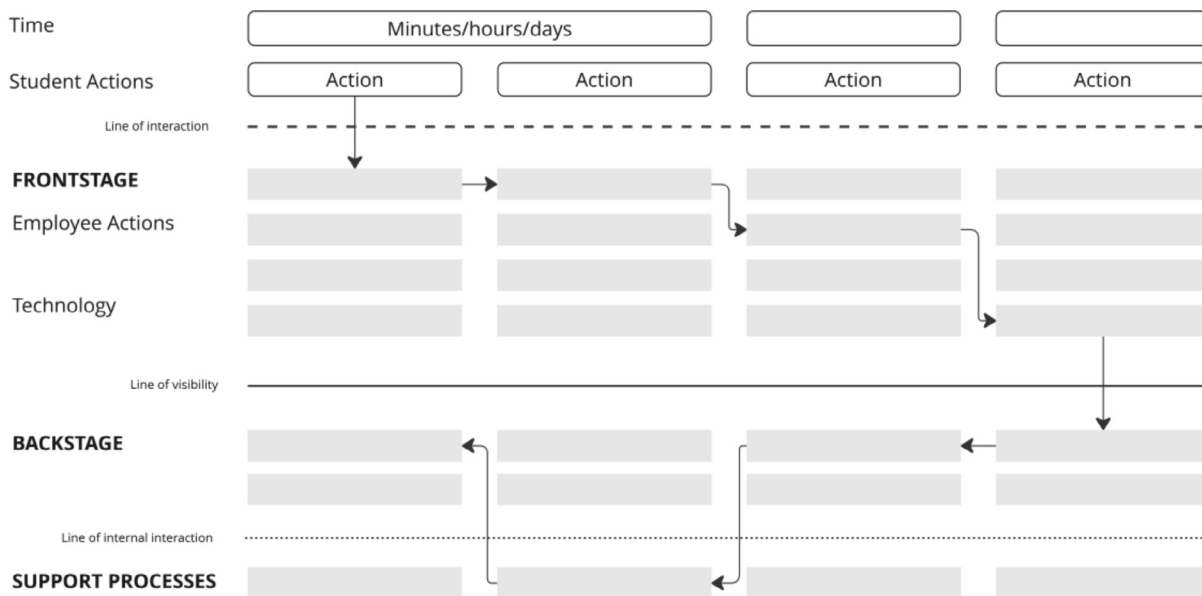 Time
Minutes/hours/days
Student Actions
Action
Action
Action
Action
Line of interaction
FRONTSTAGE
Employee Actions
Technology
Line of visibility
BACKSTAGE
Line of internal interaction
SUPPORT PROCESSES